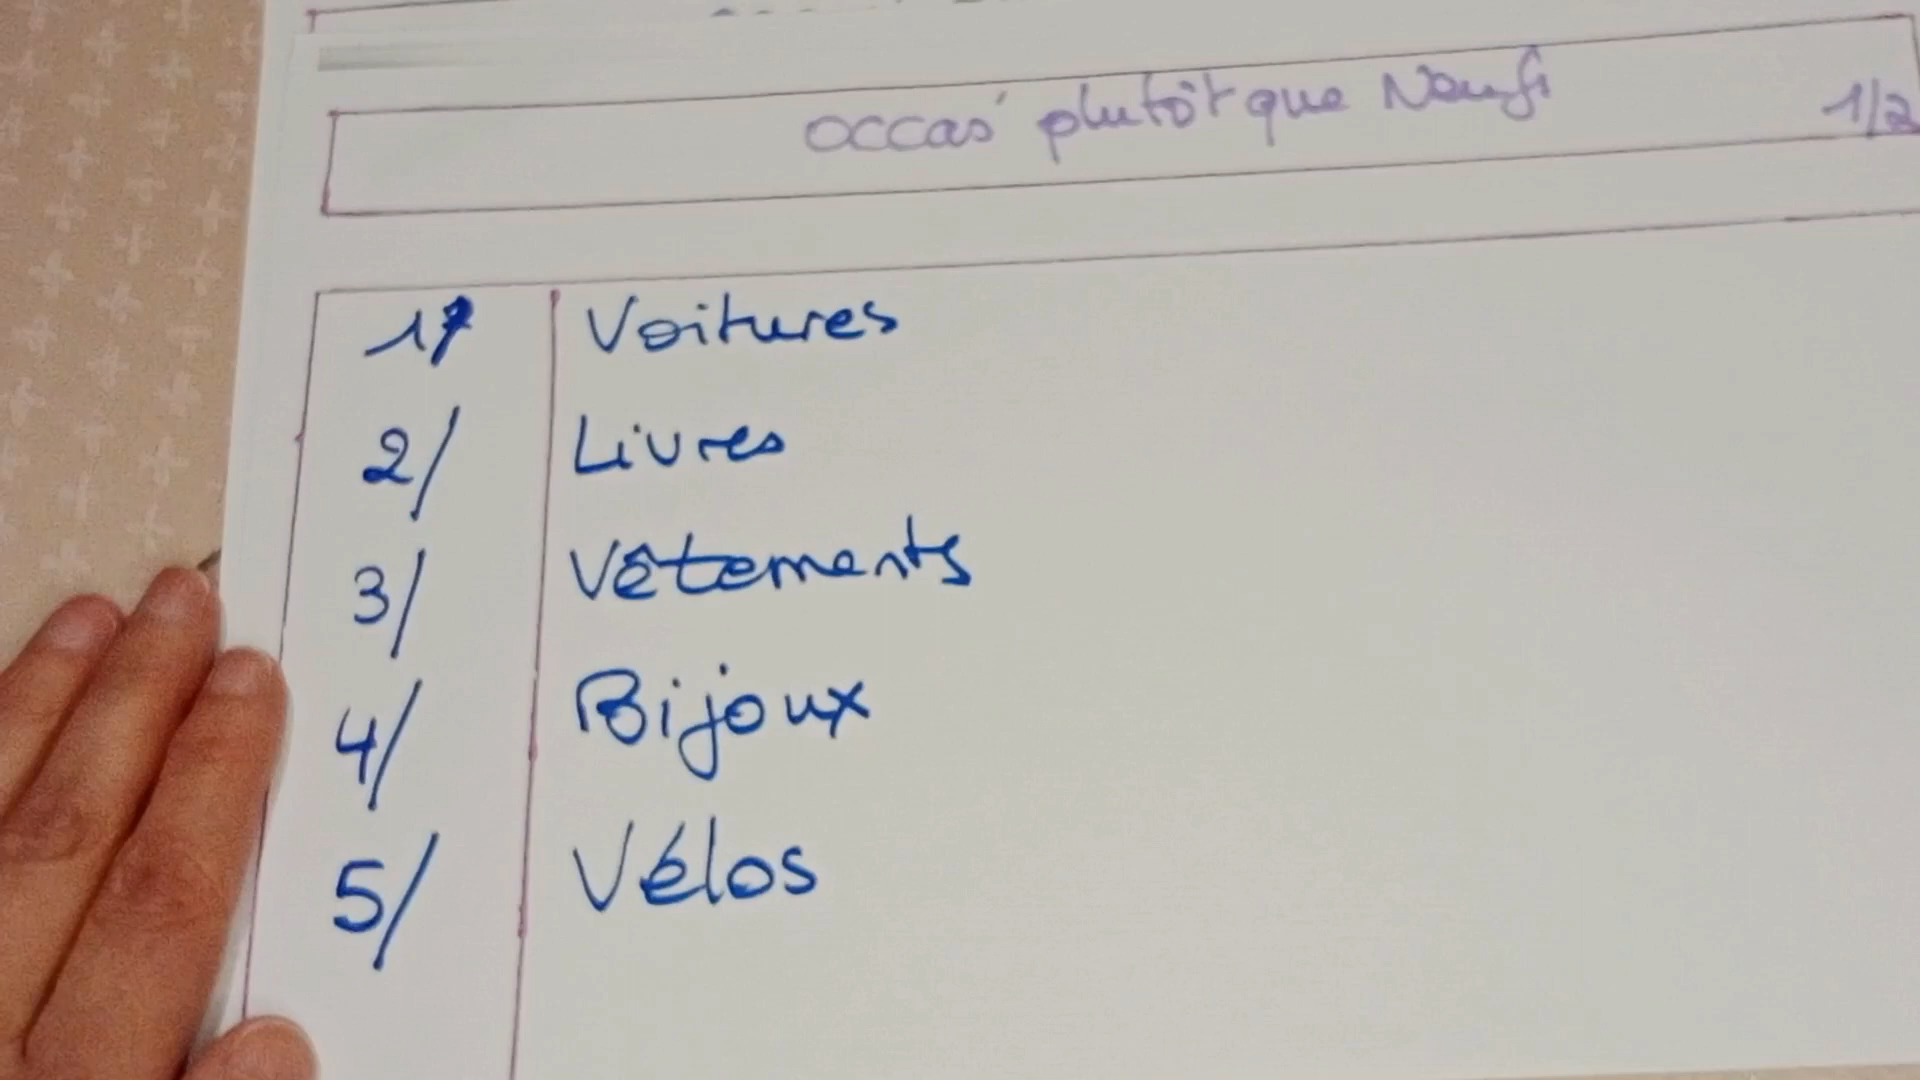 occas' plutôt que Neuf 1/2
1/ Voitures
2/ Livres
3/ Vêtements
4/ Bijoux
5/ Vélos